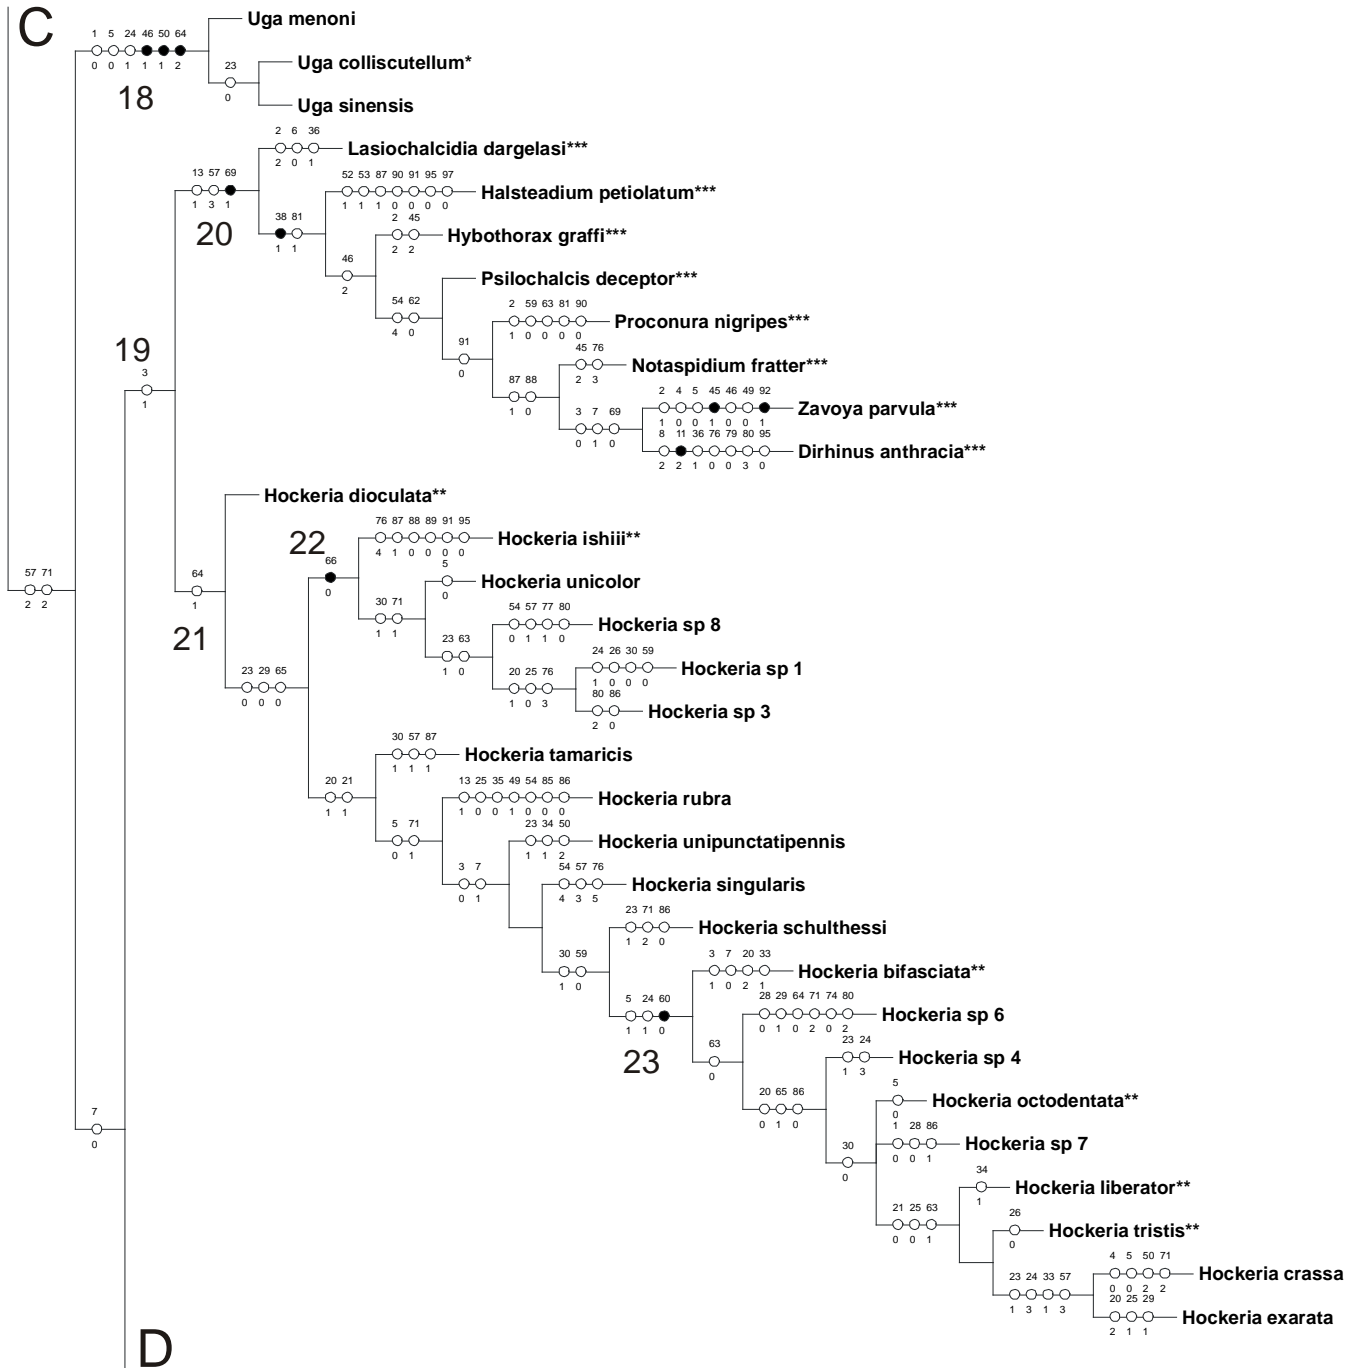 C
Uga menoni
1 5 24 46 50 64
0 0 1 1 1 2
18
Uga colliscutellum*
23
0
Uga sinensis
2 6 36
Lasiochalcidia dargelasi***
2 0 1
13 57 69
1 3 1
20
52 53 87 90 91 95 97
Halsteadium petiolatum***
1 1 1 0 0 0 0
38 81
1 1
2 45
Hybothorax graffi***
2 2
46
2
Psilochalcis deceptor***
54 62
4 0
2 59 63 81 90
Proconura nigripes***
1 0 0 0 0
19
3
1
91
0
45 76
Notaspidium fratter***
2 3
87 88
1 0
2 4 5 45 46 49 92
Zavoya parvula***
1 0 0 1 0 0 1
3 7 69
0 1 0
8 11 36 76 79 80 95
Dirhinus anthracia***
2 2 1 0 0 3 0
Hockeria dioculata**
22
76 87 88 89 91 95
Hockeria ishiii**
4 1 0 0 0 0
66
0
5
Hockeria unicolor
0
57 71
2 2
64
1
21
30 71
1 1
54 57 77 80
Hockeria sp 8
0 1 1 0
23 63
1 0
24 26 30 59
Hockeria sp 1
1 0 0 0
23 29 65
0 0 0
20 25 76
1 0 3
80 86
Hockeria sp 3
2 0
30 57 87
Hockeria tamaricis
1 1 1
20 21
1 1
13 25 35 49 54 85 86
Hockeria rubra
1 0 0 1 0 0 0
5 71
0 1
23 34 50
Hockeria unipunctatipennis
1 1 2
3 7
0 1
54 57 76
Hockeria singularis
4 3 5
23 71 86
Hockeria schulthessi
1 2 0
30 59
1 0
3 7 20 33
Hockeria bifasciata**
1 0 2 1
5 24 60
1 1 0
23
28 29 64 71 74 80
Hockeria sp 6
0 1 0 2 0 2
63
0
23 24
Hockeria sp 4
1 3
20 65 86
0 1 0
5
Hockeria octodentata**
0
7
0
1 28 86
Hockeria sp 7
0 0 1
30
0
34
Hockeria liberator**
1
21 25 63
0 0 1
26
Hockeria tristis**
0
4 5 50 71
Hockeria crassa
0 0 2 2
23 24 33 57
1 3 1 3
20 25 29
Hockeria exarata
2 1 1
D